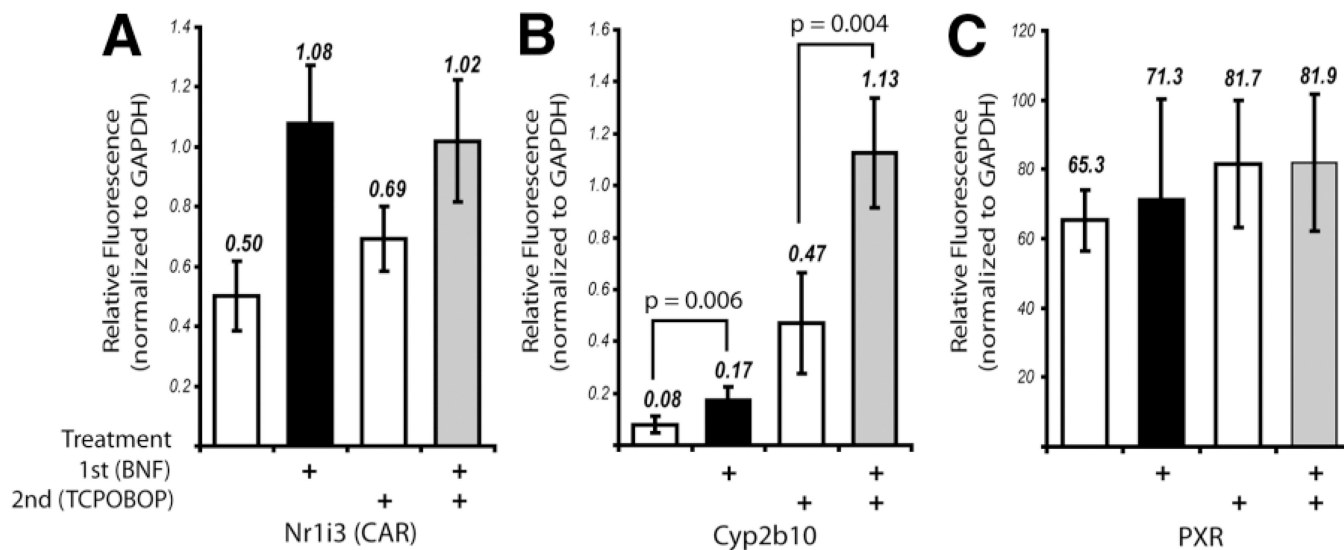 A
Relative Fluorescence
(normalized to GAPDH)
1.4
1.2
1.0
0.8
0.6
0.4
0.2
0.50
1.08
0.69
1.02
Treatment
1st (BNF) + +
2nd (TCPOBOP) + +
Nr1i3 (CAR)
B
Relative Fluorescence
(normalized to GAPDH)
1.6
1.4
1.2
1.0
0.8
0.6
0.4
0.2
p = 0.006
p = 0.004
0.08
0.17
0.47
1.13
+ +
+ +
Cyp2b10
C
Relative Fluorescence
(normalized to GAPDH)
120
100
80
60
40
20
65.3
71.3
81.7
81.9
+ +
+ +
PXR